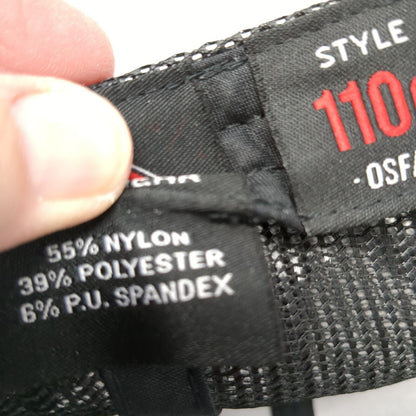 STYLE
110
OSFA
55% NYLON
39% POLYESTER
6% P.U. SPANDEX